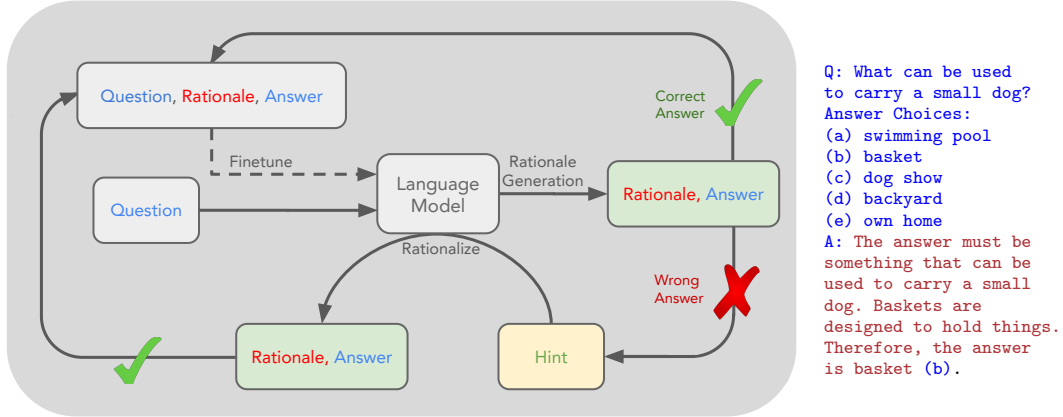 Question, Rationale, Answer
Finetune
Question
Language
Model
Rationale
Generation
Rationale, Answer
Correct
Answer
Wrong
Answer
Rationalize
Rationale, Answer
Hint
Q: What can be used
to carry a small dog?
Answer Choices:
(a) swimming pool
(b) basket
(c) dog show
(d) backyard
(e) own home
A: The answer must be
something that can be
used to carry a small
dog. Baskets are
designed to hold things.
Therefore, the answer
is basket (b).